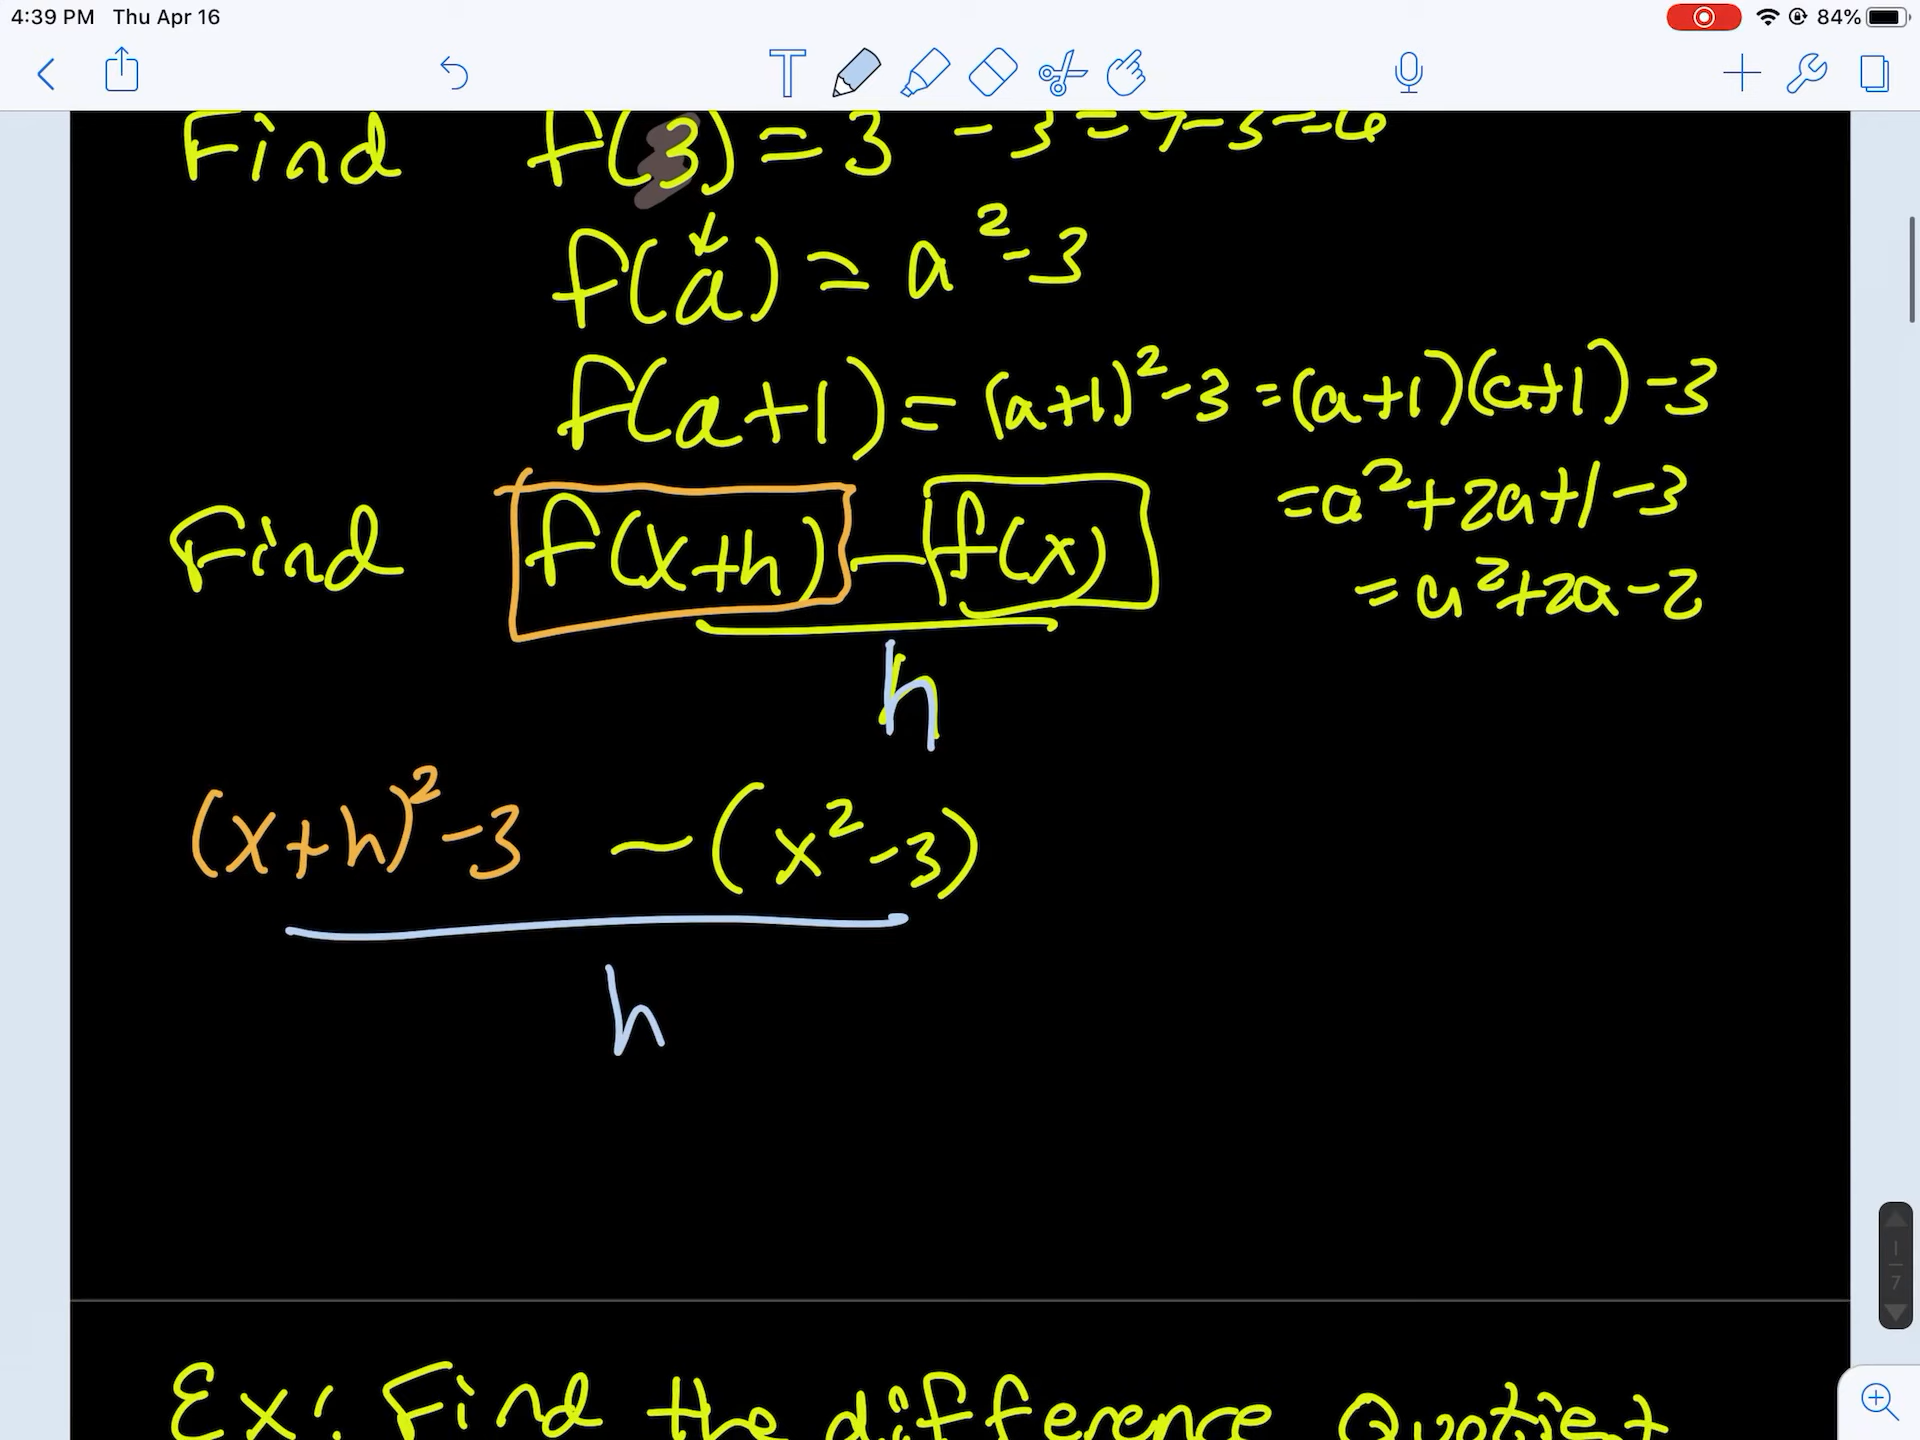 4:39 PM Thu Apr 16 84%
T
Find f(3) = 3 - 3 = 9 - 3 = 6
f(a) = a² - 3
f(a+1) = (a+1)² - 3 = (a+1)(a+1) - 3
= a² + 2a + 1 - 3
= a² + 2a - 2
Find f(x+h) - f(x)
h
(x+h)² - 3 - (x² - 3)
h
1
7
Ex: Find the difference Quotient